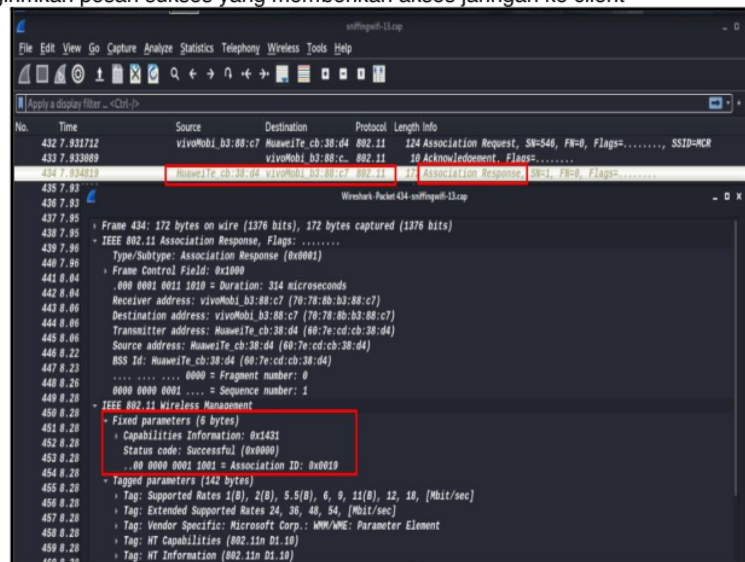 sniffingwifi-13.cap
File Edit View Go Capture Analyze Statistics Telephony Wireless Tools Help
Apply a display filter ... <Ctrl-/>
No. Time Source Destination Protocol Length Info
432 7.931712 vivoMobi_b3:88:c7 HuaweiTe_cb:38:d4 802.11 124 Association Request, SN=546, FN=0, Flags=........, SSID=MCR
433 7.933089 vivoMobi_b3:88:c… 802.11 10 Acknowledgement, Flags=........
434 7.934819 HuaweiTe_cb:38:d4 vivoMobi_b3:88:c7 802.11 172 Association Response, SN=1, FN=0, Flags=........
435 7.93
436 7.93 Wireshark·Packet 434·sniffingwifi-13.cap
437 7.95 Frame 434: 172 bytes on wire (1376 bits), 172 bytes captured (1376 bits)
438 7.95 IEEE 802.11 Association Response, Flags: ........
439 7.96 Type/Subtype: Association Response (0x0001)
440 7.96 Frame Control Field: 0x1000
441 8.04 .000 0001 0011 1010 = Duration: 314 microseconds
442 8.04 Receiver address: vivoMobi_b3:88:c7 (70:78:8b:b3:88:c7)
443 8.06 Destination address: vivoMobi_b3:88:c7 (70:78:8b:b3:88:c7)
444 8.06 Transmitter address: HuaweiTe_cb:38:d4 (60:7e:cd:cb:38:d4)
445 8.06 Source address: HuaweiTe_cb:38:d4 (60:7e:cd:cb:38:d4)
446 8.22 BSS Id: HuaweiTe_cb:38:d4 (60:7e:cd:cb:38:d4)
447 8.23 .... .... .... 0000 = Fragment number: 0
448 8.26 0000 0000 0001 .... = Sequence number: 1
449 8.28 IEEE 802.11 Wireless Management
450 8.28 Fixed parameters (6 bytes)
451 8.28 Capabilities Information: 0x1431
452 8.28 Status code: Successful (0x0000)
453 8.28 ..00 0000 0001 1001 = Association ID: 0x0019
454 8.28 Tagged parameters (142 bytes)
455 8.28 Tag: Supported Rates 1(B), 2(B), 5.5(B), 6, 9, 11(B), 12, 18, [Mbit/sec]
456 8.28 Tag: Extended Supported Rates 24, 36, 48, 54, [Mbit/sec]
457 8.28 Tag: Vendor Specific: Microsoft Corp.: WMM/WME: Parameter Element
458 8.28 Tag: HT Capabilities (802.11n D1.10)
459 8.28 Tag: HT Information (802.11n D1.10)